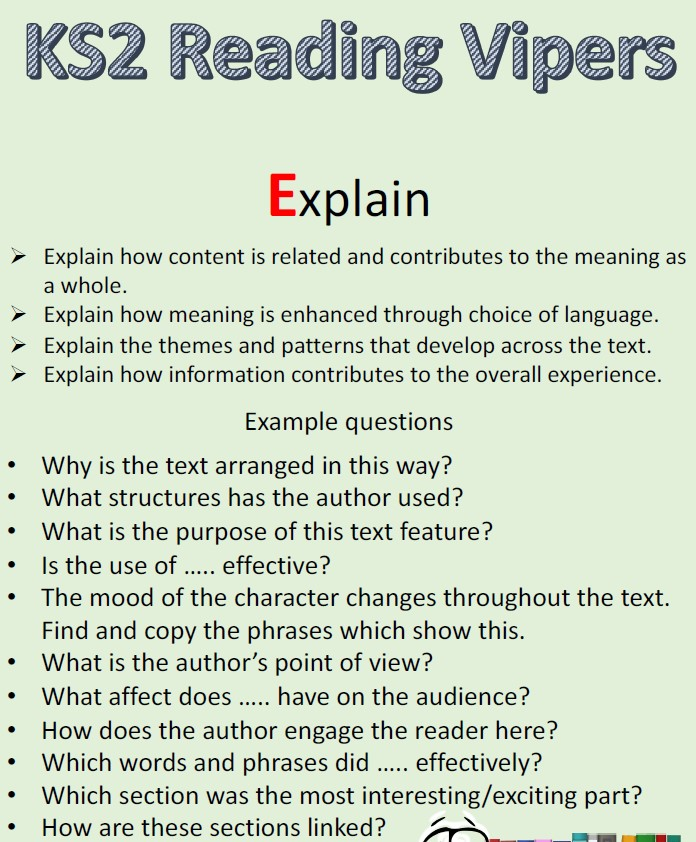 KS2 Reading Vipers
Explain
➢ Explain how content is related and contributes to the meaning as
a whole.
➢ Explain how meaning is enhanced through choice of language.
➢ Explain the themes and patterns that develop across the text.
➢ Explain how information contributes to the overall experience.
Example questions
• Why is the text arranged in this way?
• What structures has the author used?
• What is the purpose of this text feature?
• Is the use of ….. effective?
• The mood of the character changes throughout the text.
Find and copy the phrases which show this.
• What is the author’s point of view?
• What affect does ….. have on the audience?
• How does the author engage the reader here?
• Which words and phrases did ….. effectively?
• Which section was the most interesting/exciting part?
• How are these sections linked?